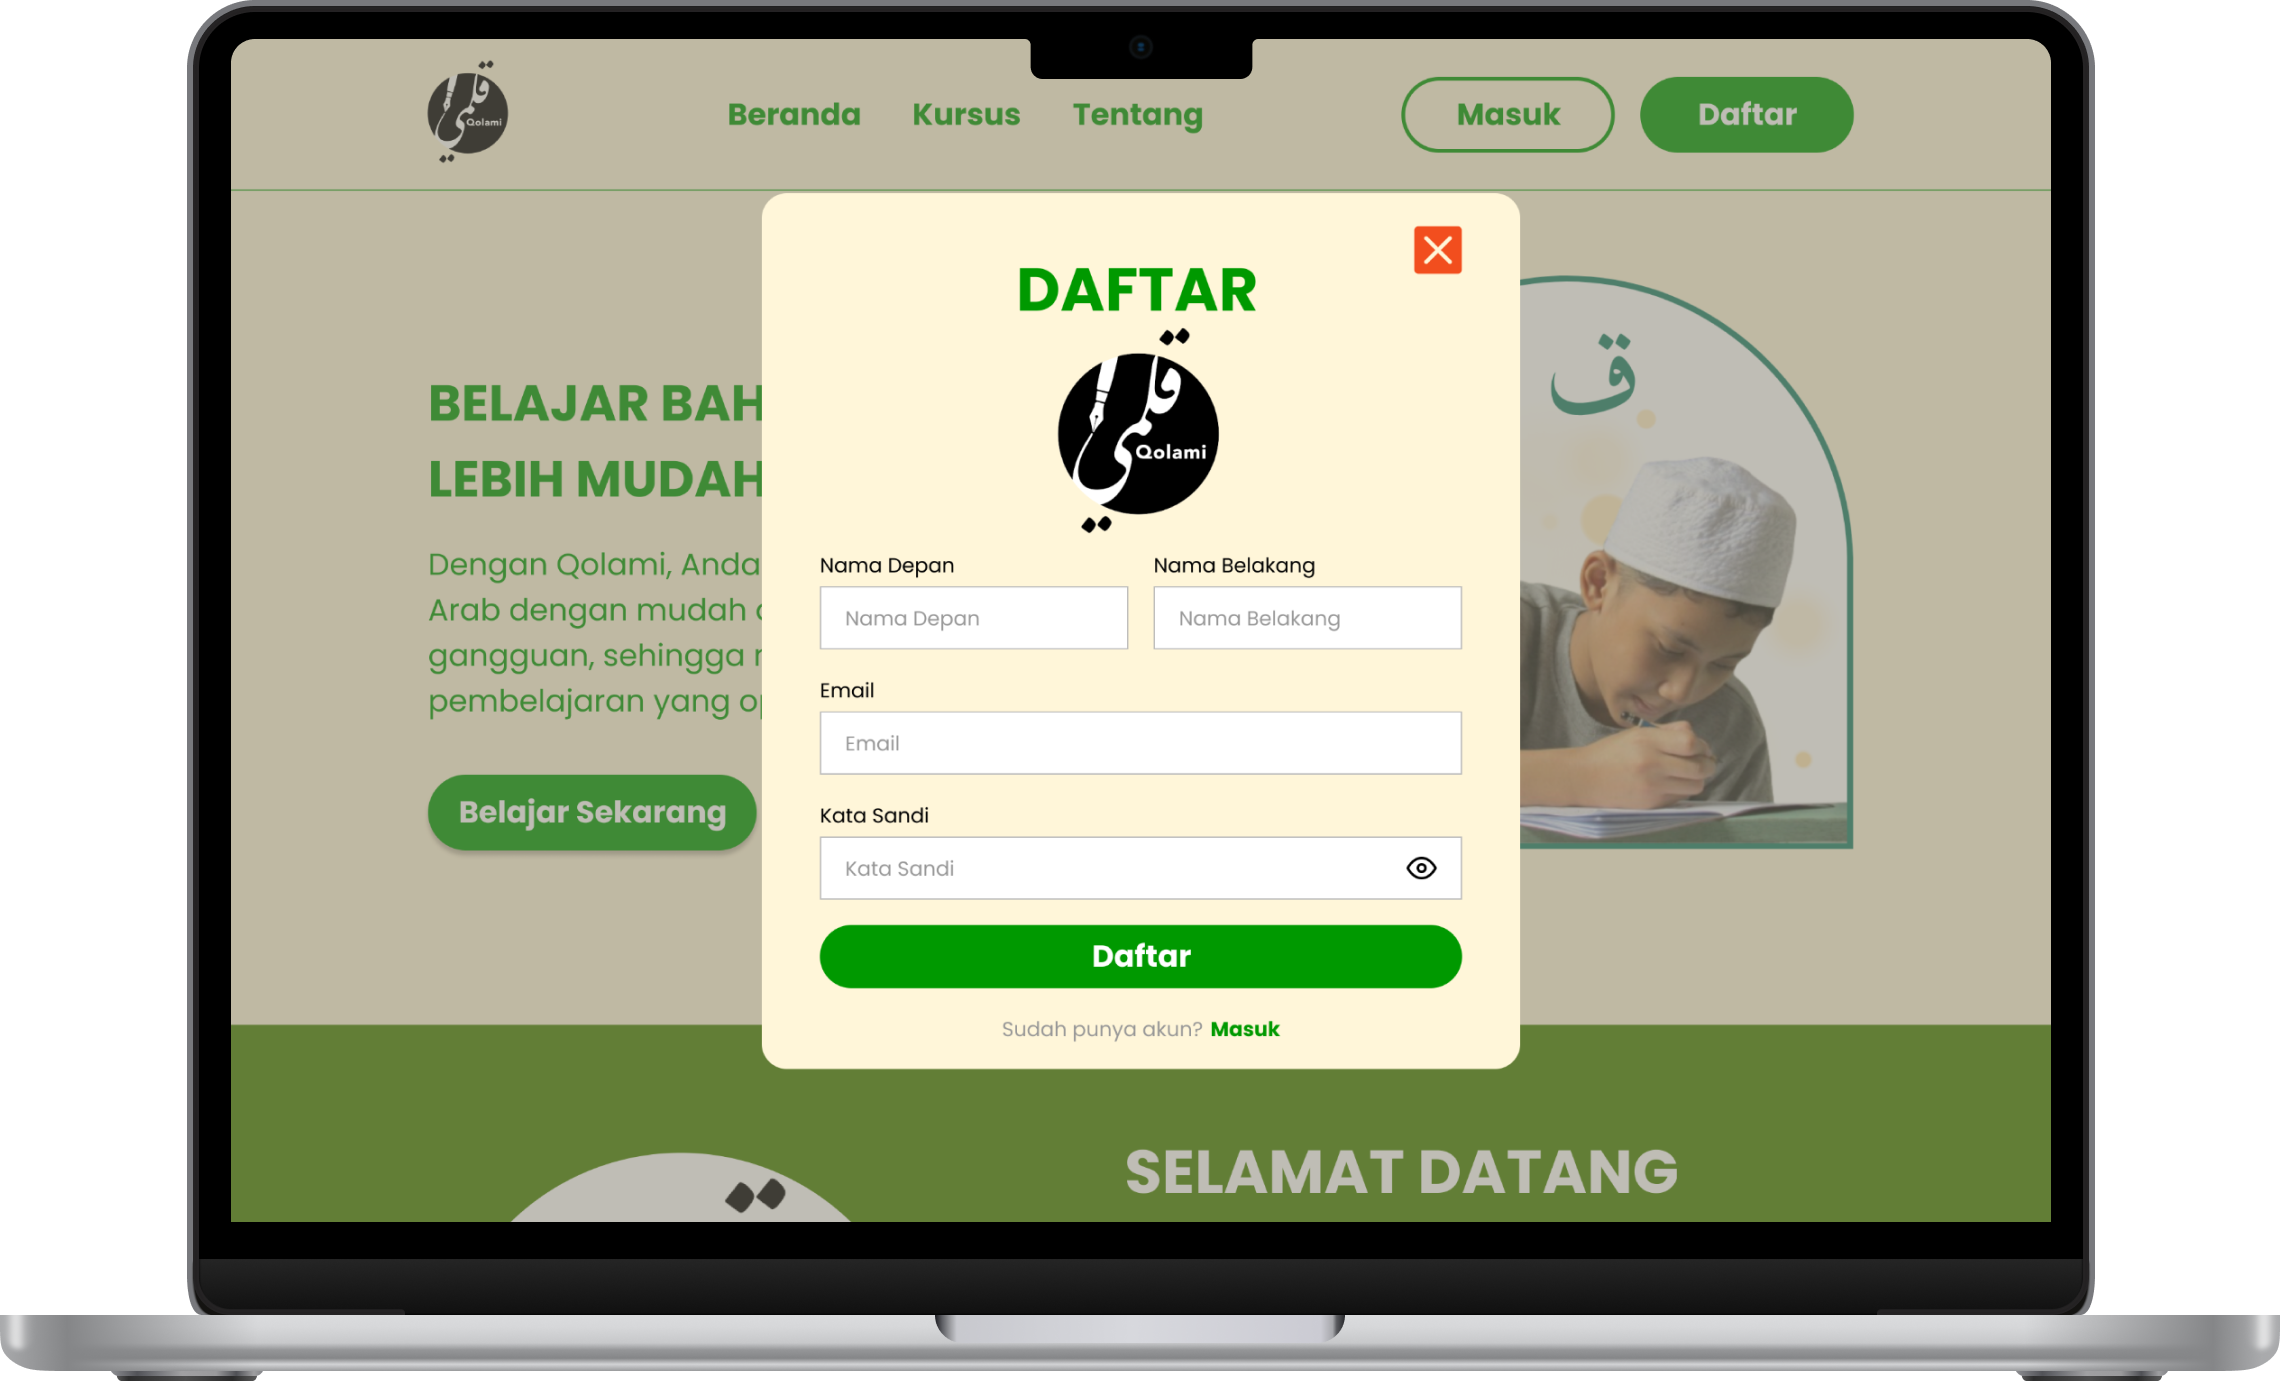 قلمي
Qolami
Beranda Kursus Tentang
Masuk Daftar
BELAJAR BAH
LEBIH MUDAH
Dengan Qolami, Anda
Arab dengan mudah
gangguan, sehingga
pembelajaran yang
Belajar Sekarang
ق
DAFTAR
قلمي
Qolami
Nama Depan Nama Belakang
Nama Depan Nama Belakang
Email
Email
Kata Sandi
Kata Sandi
Daftar
Sudah punya akun? Masuk
SELAMAT DATANG